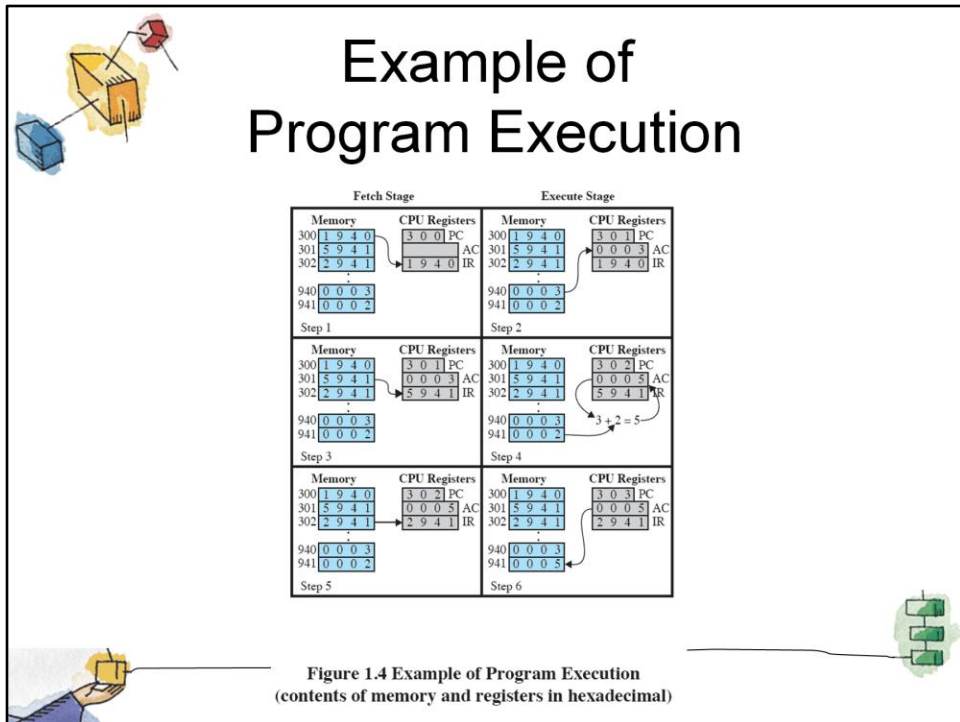 Example of
Program Execution
Fetch Stage Execute Stage
Memory CPU Registers Memory CPU Registers
300 1 9 4 0 3 0 0 PC 300 1 9 4 0 3 0 1 PC
301 5 9 4 1 AC 301 5 9 4 1 0 0 0 3 AC
302 2 9 4 1 1 9 4 0 IR 302 2 9 4 1 1 9 4 0 IR
940 0 0 0 3 940 0 0 0 3
941 0 0 0 2 941 0 0 0 2
Step 1 Step 2
Memory CPU Registers Memory CPU Registers
300 1 9 4 0 3 0 1 PC 300 1 9 4 0 3 0 2 PC
301 5 9 4 1 0 0 0 3 AC 301 5 9 4 1 0 0 0 5 AC
302 2 9 4 1 5 9 4 1 IR 302 2 9 4 1 5 9 4 1 IR
940 0 0 0 3 940 0 0 0 3 3 + 2 = 5
941 0 0 0 2 941 0 0 0 2
Step 3 Step 4
Memory CPU Registers Memory CPU Registers
300 1 9 4 0 3 0 2 PC 300 1 9 4 0 3 0 3 PC
301 5 9 4 1 0 0 0 5 AC 301 5 9 4 1 0 0 0 5 AC
302 2 9 4 1 2 9 4 1 IR 302 2 9 4 1 2 9 4 1 IR
940 0 0 0 3 940 0 0 0 3
941 0 0 0 2 941 0 0 0 5
Step 5 Step 6
Figure 1.4 Example of Program Execution
(contents of memory and registers in hexadecimal)